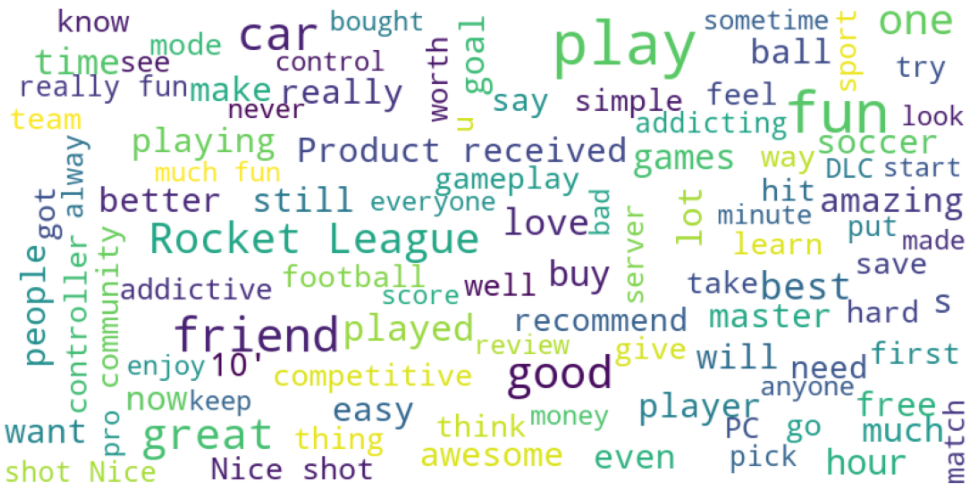 know
car
bought
goal
play
sometime
sport
one
time
see
mode
control
worth
ball
try
really fun
make
really
say
simple
feel
fun
look
team
never
u
addicting
soccer
playing
Product received
games
way
DLC
start
much fun
gameplay
alway
got
better
still
everyone
love
bad
lot
hit
amazing
minute
put
made
Rocket League
server
learn
people
controller
community
football
save
addictive
score
well
buy
take
best
s
friend
played
recommend
master
hard
review
give
enjoy
10'
competitive
good
will
need
first
anyone
now
keep
easy
money
player
free
want
pro
great
thing
think
PC
go
much
match
shot Nice
Nice shot
awesome
even
pick
hour